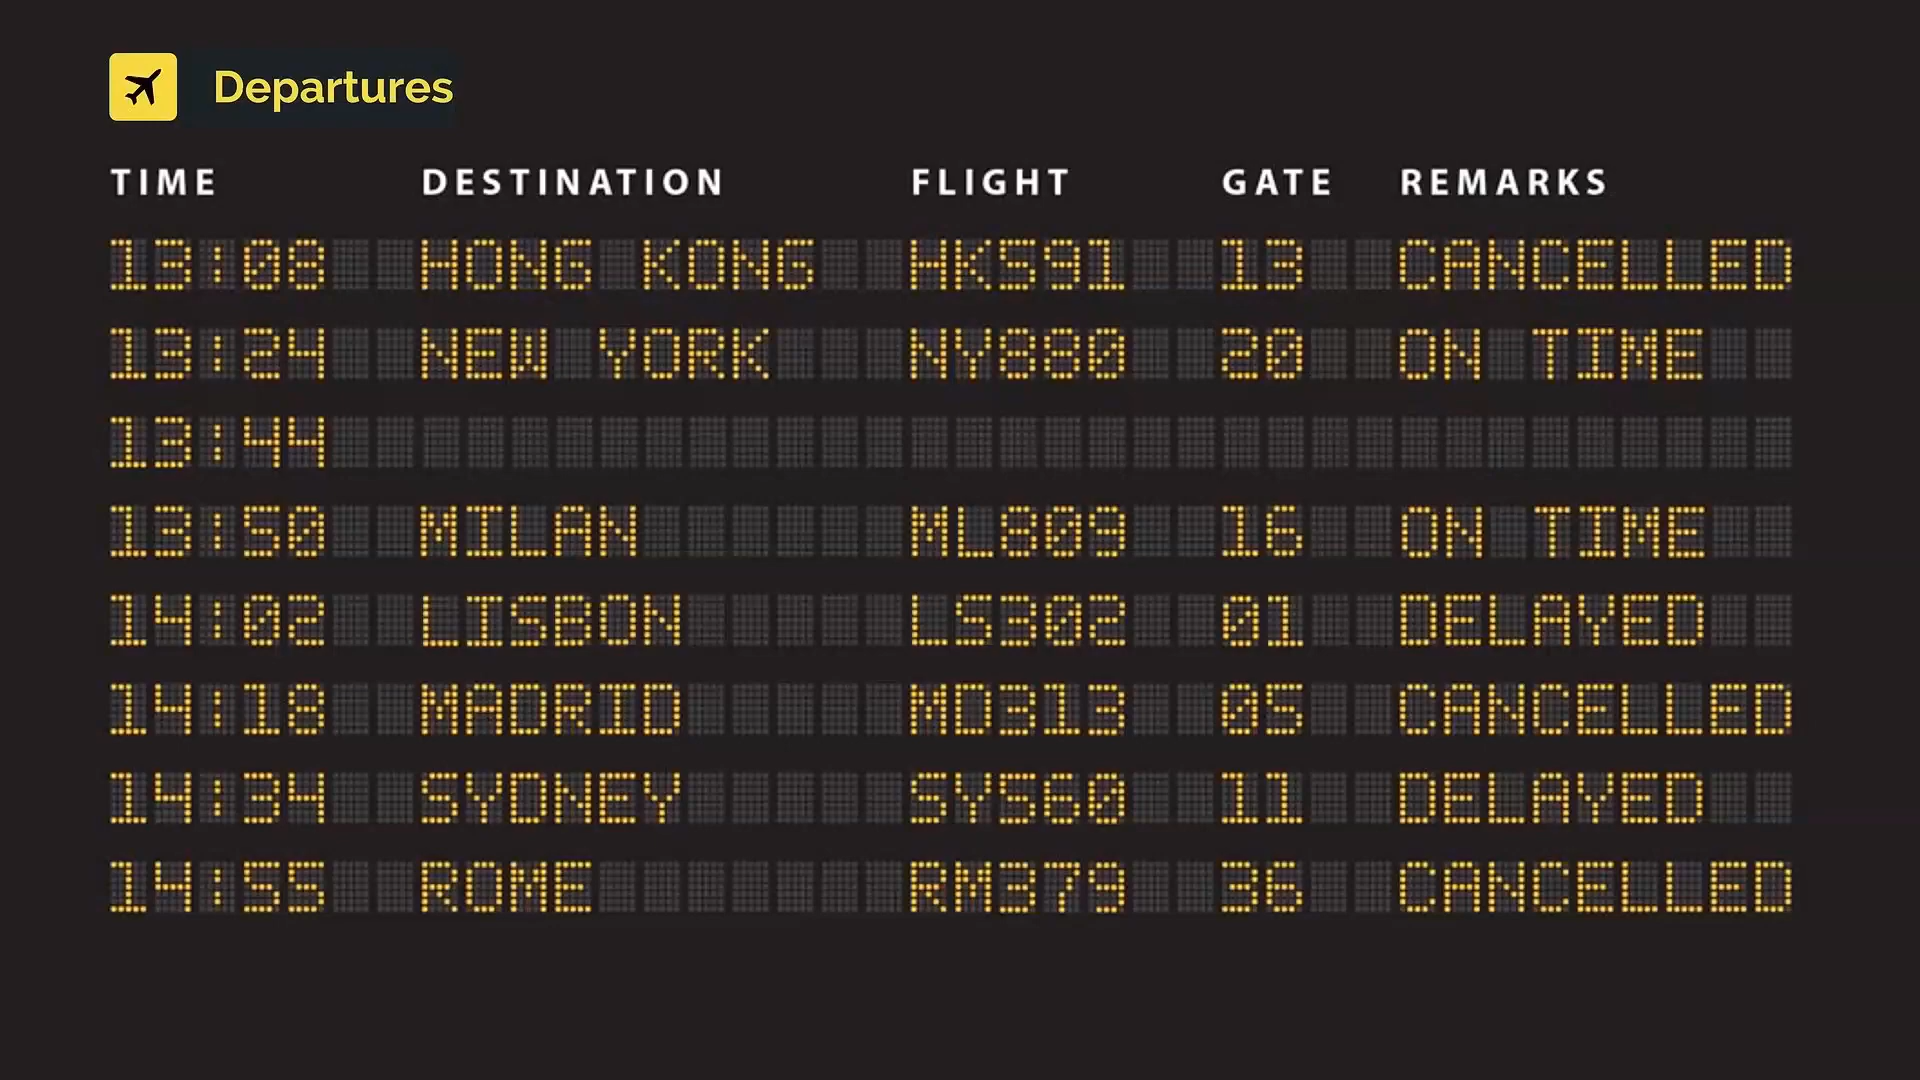 Departures
TIME DESTINATION FLIGHT GATE REMARKS
13:08 HONG KONG HK591 13 CANCELLED
13:24 NEW YORK NY880 20 ON TIME
13:44
13:50 MILAN ML809 16 ON TIME
14:02 LISBON LS302 01 DELAYED
14:18 MADRID MD313 05 CANCELLED
14:34 SYDNEY SY560 11 DELAYED
14:55 ROME RM379 36 CANCELLED